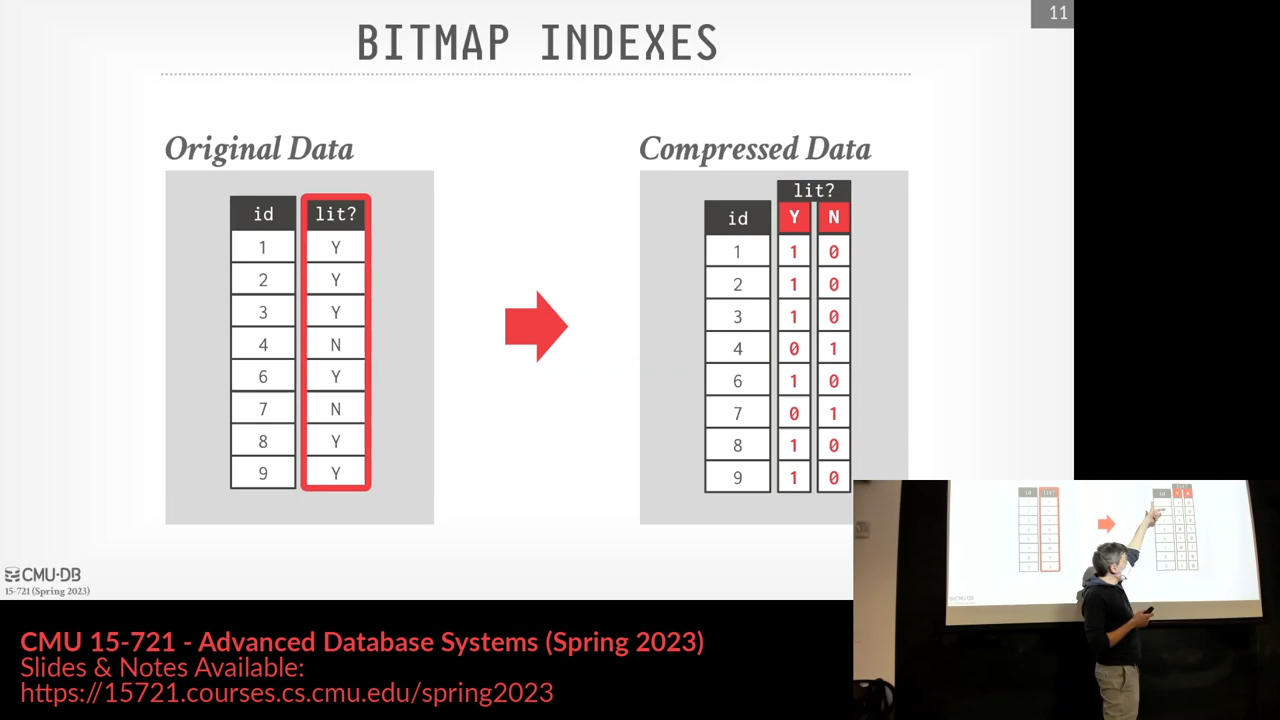 11
BITMAP INDEXES
Original Data
id lit?
1 Y
2 Y
3 Y
4 N
6 Y
7 N
8 Y
9 Y
Compressed Data
lit?
id Y N
1 1 0
2 1 0
3 1 0
4 0 1
6 1 0
7 0 1
8 1 0
9 1 0
CMU·DB
15-721 (Spring 2023)
CMU 15-721 - Advanced Database Systems (Spring 2023)
Slides & Notes Available:
https://15721.courses.cs.cmu.edu/spring2023